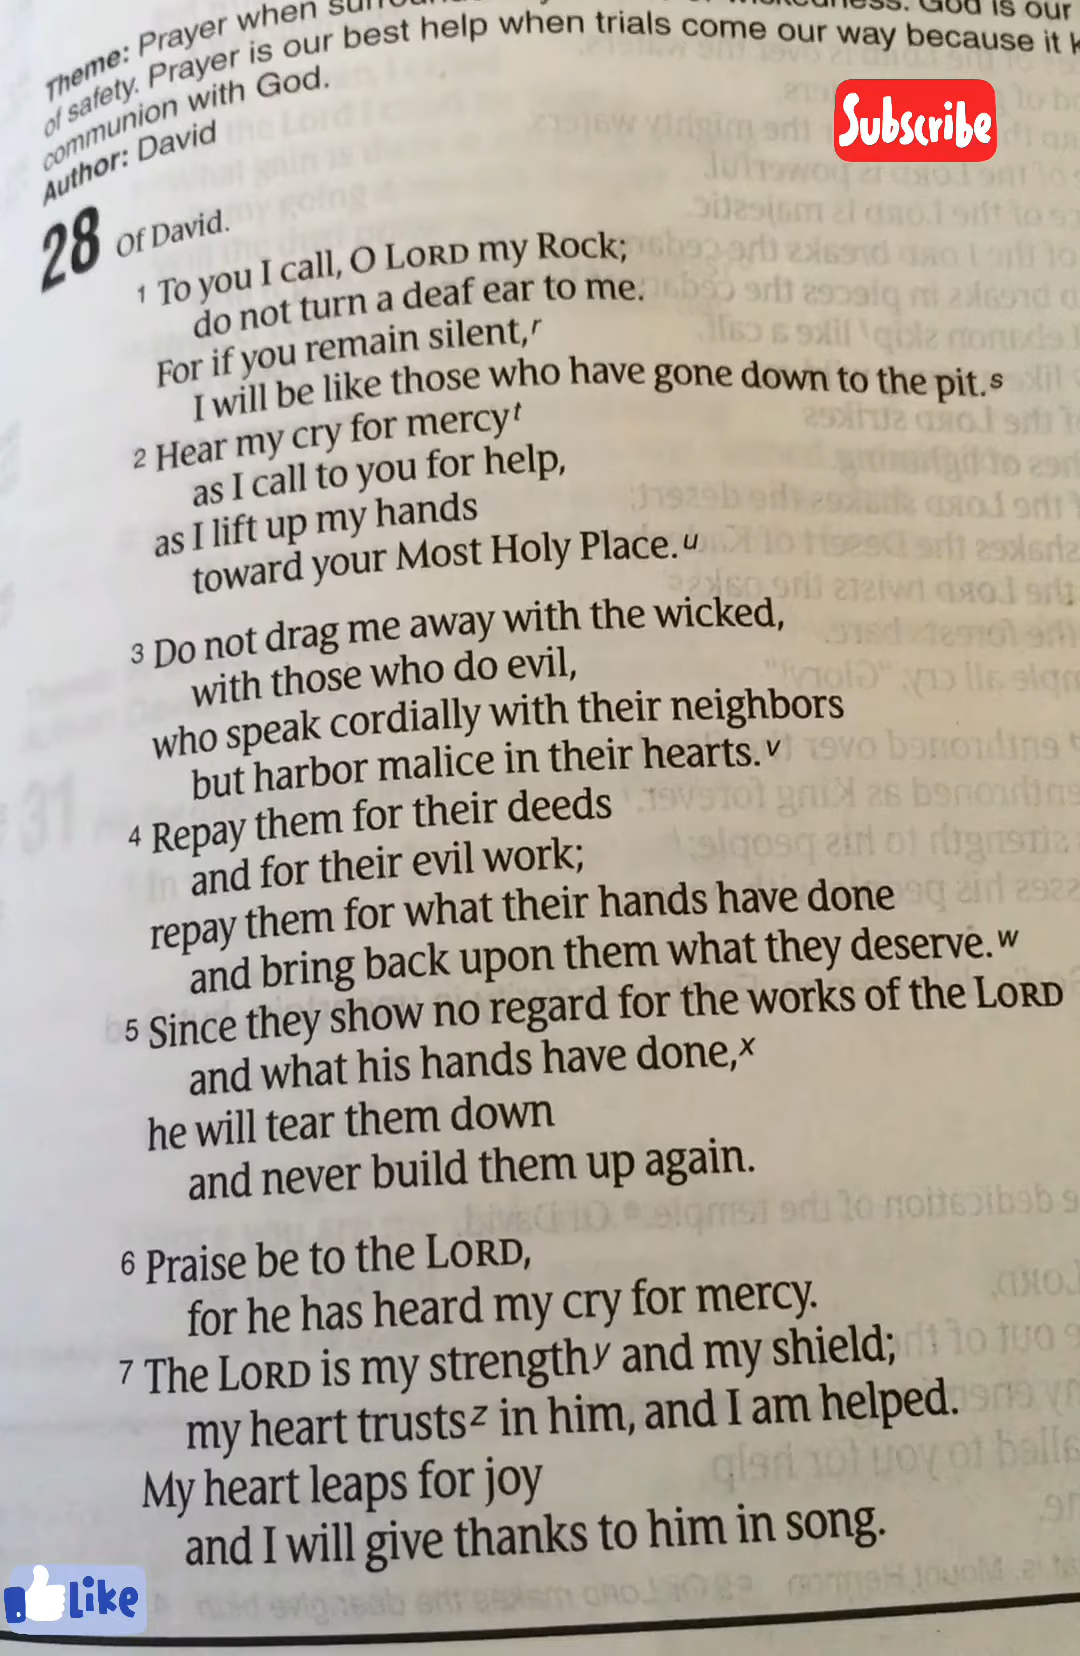 Theme: Prayer when God is our
of safety. Prayer is our best help when trials come our way because it
communion with God.
Author: David
Subscribe
28 Of David.
1 To you I call, O LORD my Rock;
do not turn a deaf ear to me.
For if you remain silent,r
I will be like those who have gone down to the pit.s
2 Hear my cry for mercyt
as I call to you for help,
as I lift up my hands
toward your Most Holy Place.u
3 Do not drag me away with the wicked,
with those who do evil,
who speak cordially with their neighbors
but harbor malice in their hearts.v
4 Repay them for their deeds
and for their evil work;
repay them for what their hands have done
and bring back upon them what they deserve.w
5 Since they show no regard for the works of the LORD
and what his hands have done,x
he will tear them down
and never build them up again.
6 Praise be to the LORD,
for he has heard my cry for mercy.
7 The LORD is my strengthy and my shield;
my heart trustsz in him, and I am helped.
My heart leaps for joy
and I will give thanks to him in song.
Like